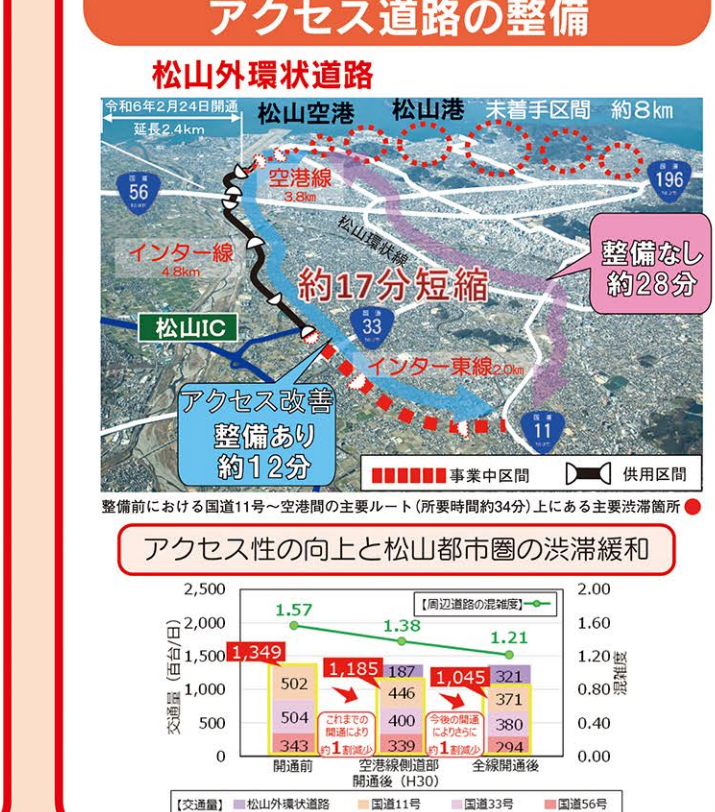 アクセス道路の整備
松山外環状道路
令和6年2月24日開通
延長2.4km
松山空港
松山港
未着手区間 約8km
国道
56
国道
196
空港線
3.8km
松山環状線
インター線
4.8km
整備なし
約28分
約17分短縮
松山IC
国道
33
インター東線2.0km
アクセス改善
整備あり
約12分
国道
11
事業中区間
供用区間
整備前における国道11号～空港間の主要ルート(所要時間約34分)上にある主要渋滞箇所
アクセス性の向上と松山都市圏の渋滞緩和
2,500
2,000
1,500
1,000
500
0
交通量(百台/日)
2.00
1.60
1.20
0.80
0.40
0.00
混雑度
【周辺道路の混雑度】
1.57
1.38
1.21
1,349
1,185
1,045
502
504
343
187
446
400
339
321
371
380
294
これまでの
開通により
約1割減少
今後の開通
によりさらに
約1割減少
開通前
空港線側道部
開通後(H30)
全線開通後
【交通量】 松山外環状道路 国道11号 国道33号 国道56号